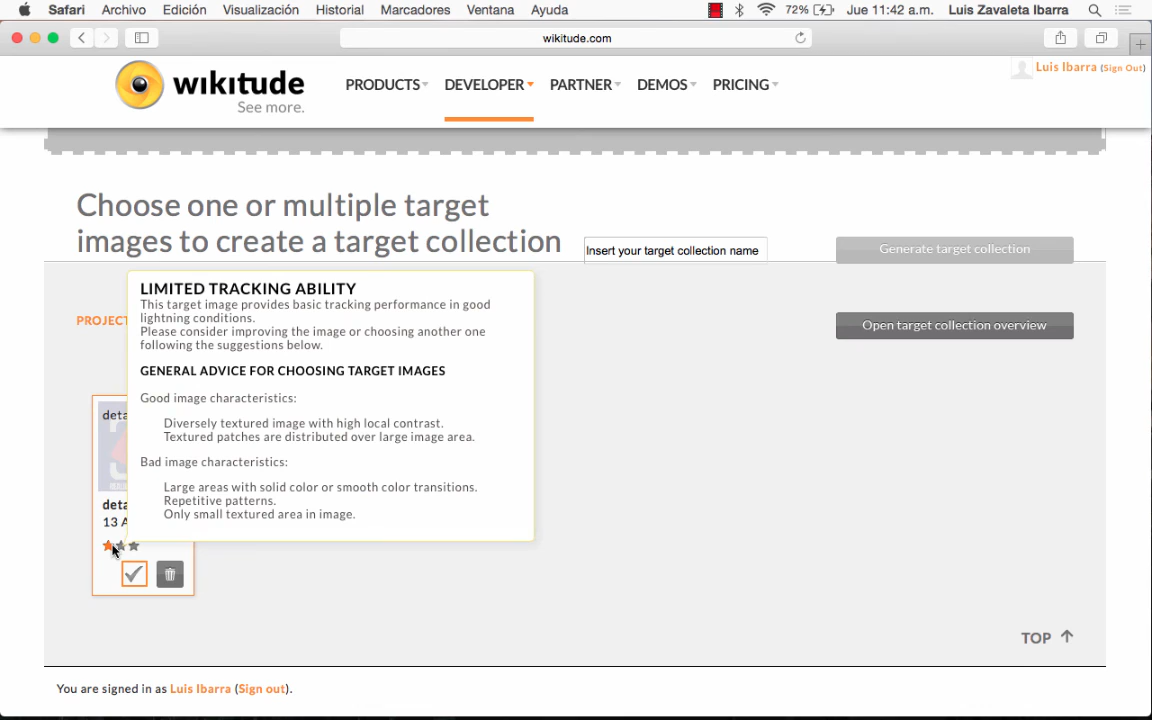 Safari Archivo Edición Visualización Historial Marcadores Ventana Ayuda 72% Jue 11:42 a.m. Luis Zavaleta Ibarra
wikitude.com
wikitude
See more.
PRODUCTS DEVELOPER PARTNER DEMOS PRICING
Luis Ibarra (Sign Out)
Choose one or multiple target
images to create a target collection
Insert your target collection name
Generate target collection
PROJECT
Open target collection overview
LIMITED TRACKING ABILITY
This target image provides basic tracking performance in good
lightning conditions.
Please consider improving the image or choosing another one
following the suggestions below.
GENERAL ADVICE FOR CHOOSING TARGET IMAGES
Good image characteristics:
Diversely textured image with high local contrast.
Textured patches are distributed over large image area.
Bad image characteristics:
Large areas with solid color or smooth color transitions.
Repetitive patterns.
Only small textured area in image.
deta
deta
13 A
TOP
You are signed in as Luis Ibarra (Sign out).